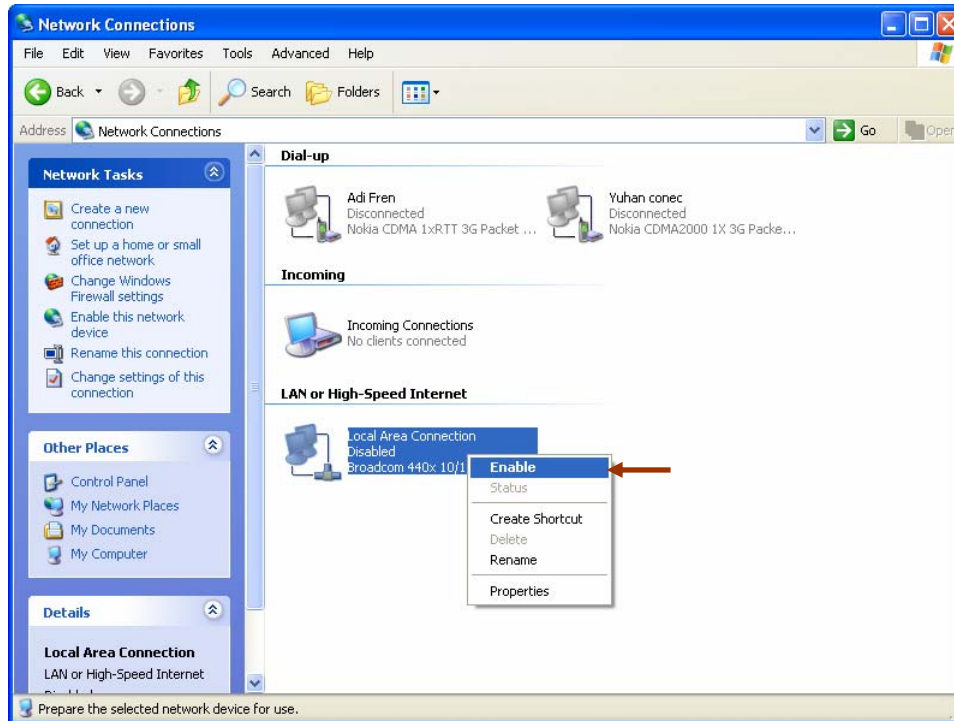 Network Connections
File Edit View Favorites Tools Advanced Help
Back Search Folders
Address Network Connections Go Open
Network Tasks
Create a new
connection
Set up a home or small
office network
Change Windows
Firewall settings
Enable this network
device
Rename this connection
Change settings of this
connection
Other Places
Control Panel
My Network Places
My Documents
My Computer
Details
Local Area Connection
LAN or High-Speed Internet
Dial-up
Adi Fren
Disconnected
Nokia CDMA 1xRTT 3G Packet ...
Yuhan conec
Disconnected
Nokia CDMA2000 1X 3G Packe...
Incoming
Incoming Connections
No clients connected
LAN or High-Speed Internet
Local Area Connection
Disabled
Broadcom 440x 10/1
Enable
Status
Create Shortcut
Delete
Rename
Properties
Prepare the selected network device for use.